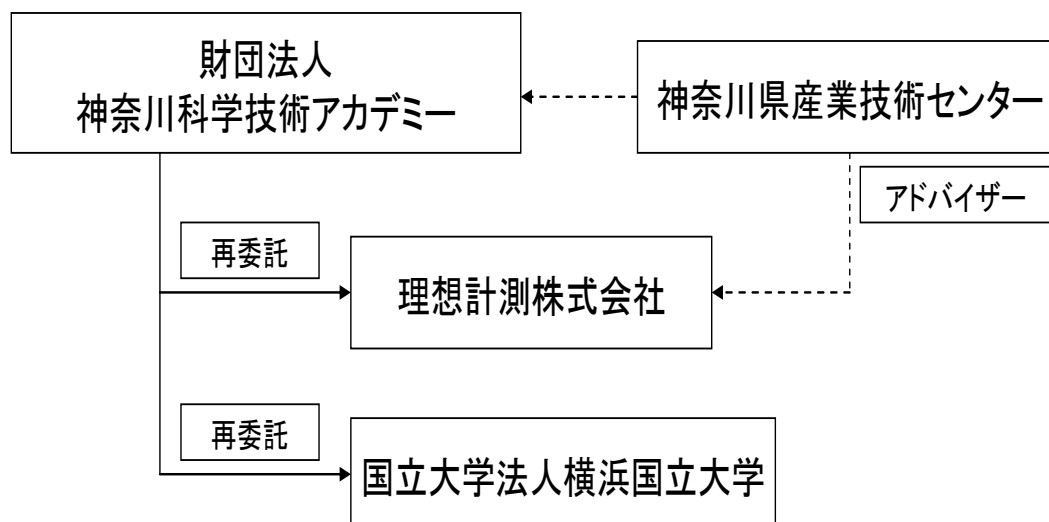 財団法人
神奈川科学技術アカデミー
神奈川県産業技術センター
アドバイザー
再委託
理想計測株式会社
再委託
国立大学法人横浜国立大学